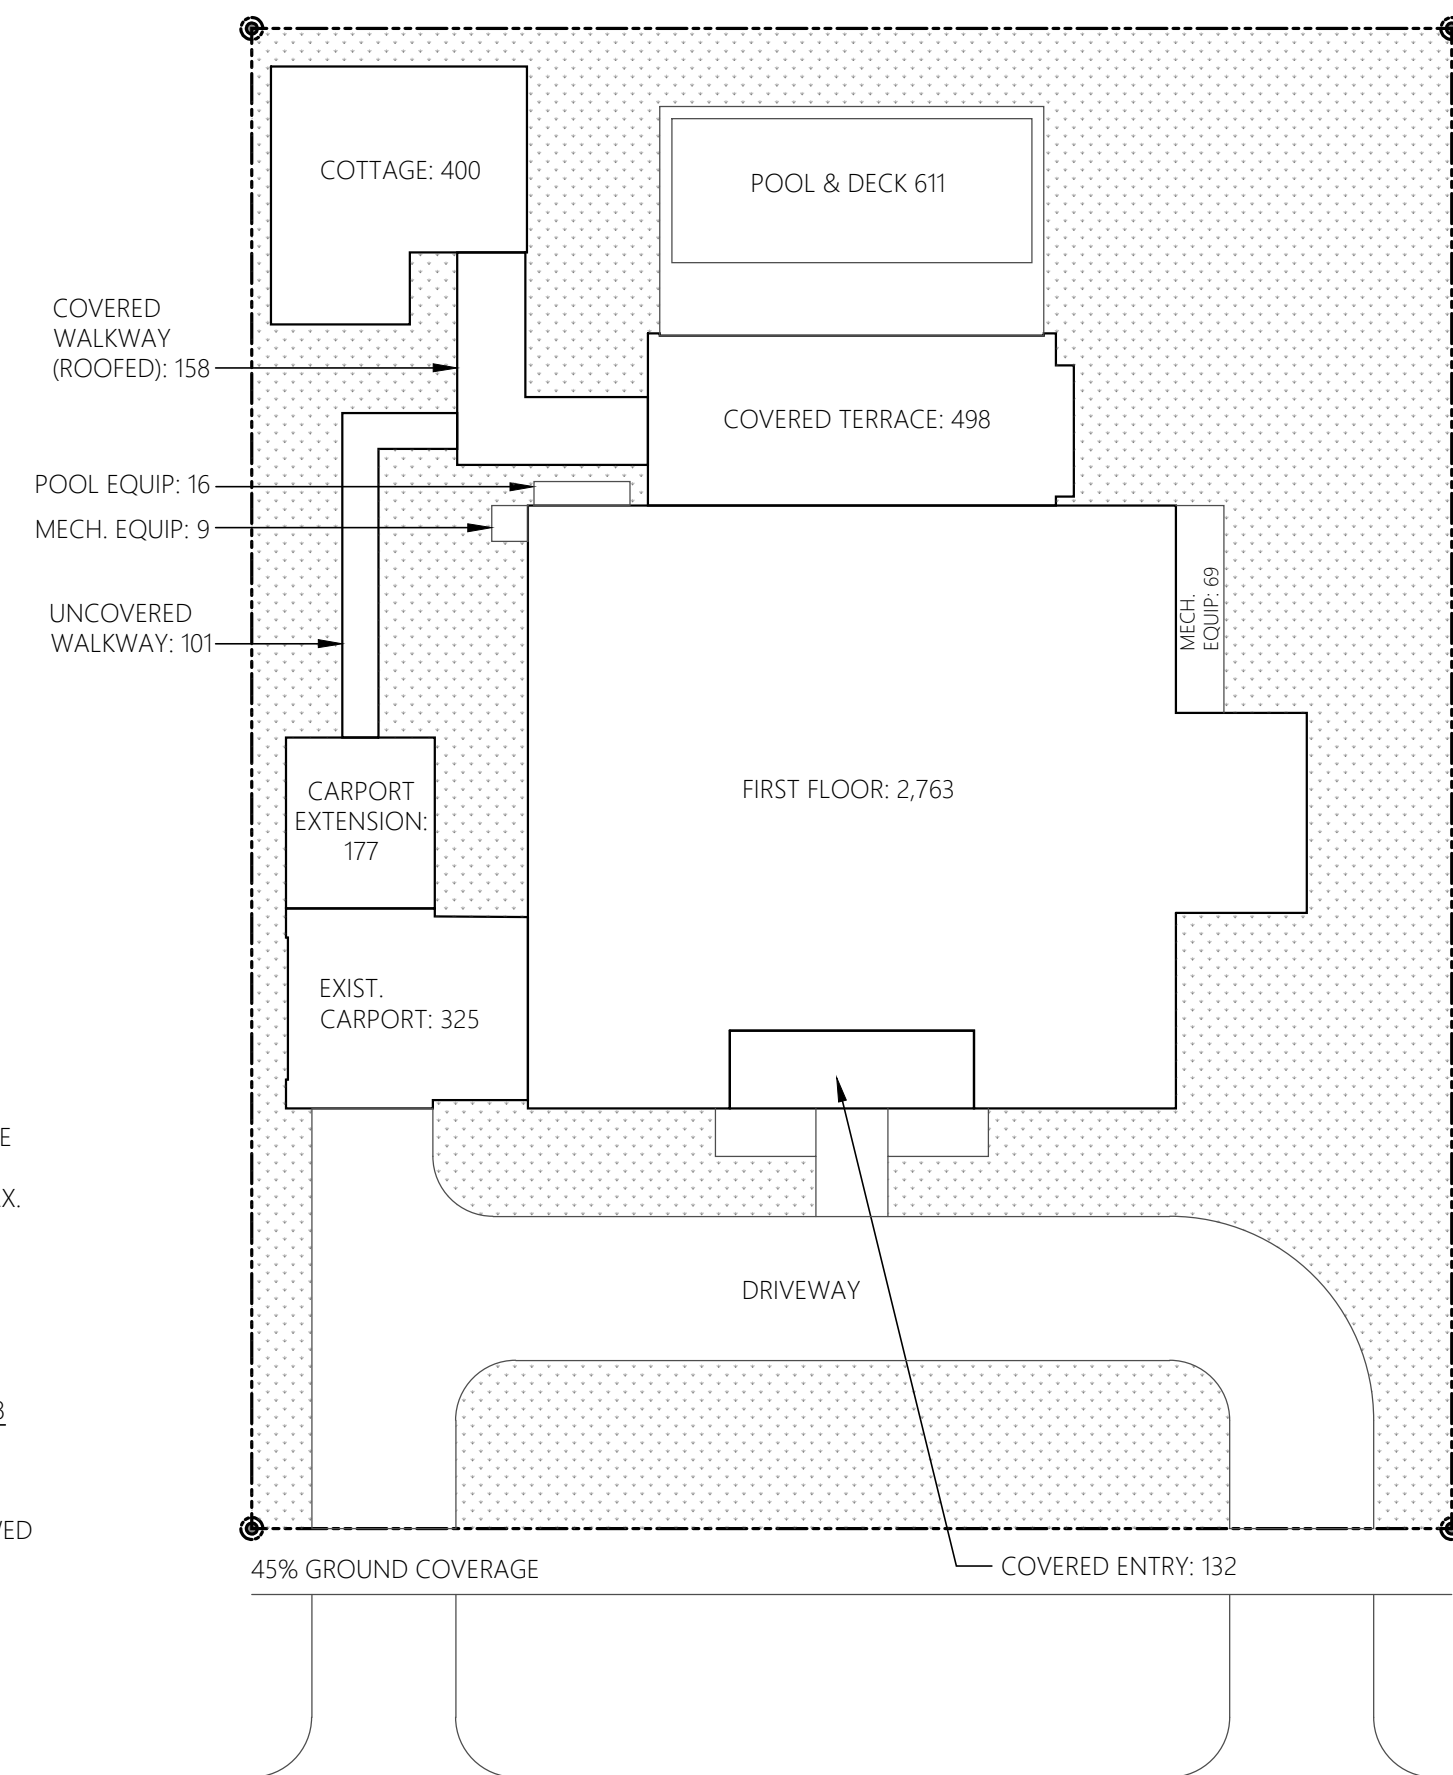 COTTAGE: 400
POOL & DECK 611
COVERED
WALKWAY
(ROOFED): 158
COVERED TERRACE: 498
POOL EQUIP: 16
MECH. EQUIP: 9
UNCOVERED
WALKWAY: 101
MECH.
EQUIP: 69
FIRST FLOOR: 2,763
CARPORT
EXTENSION:
177
EXIST.
CARPORT: 325
E
X.
DRIVEWAY
3
VED
45% GROUND COVERAGE
COVERED ENTRY: 132